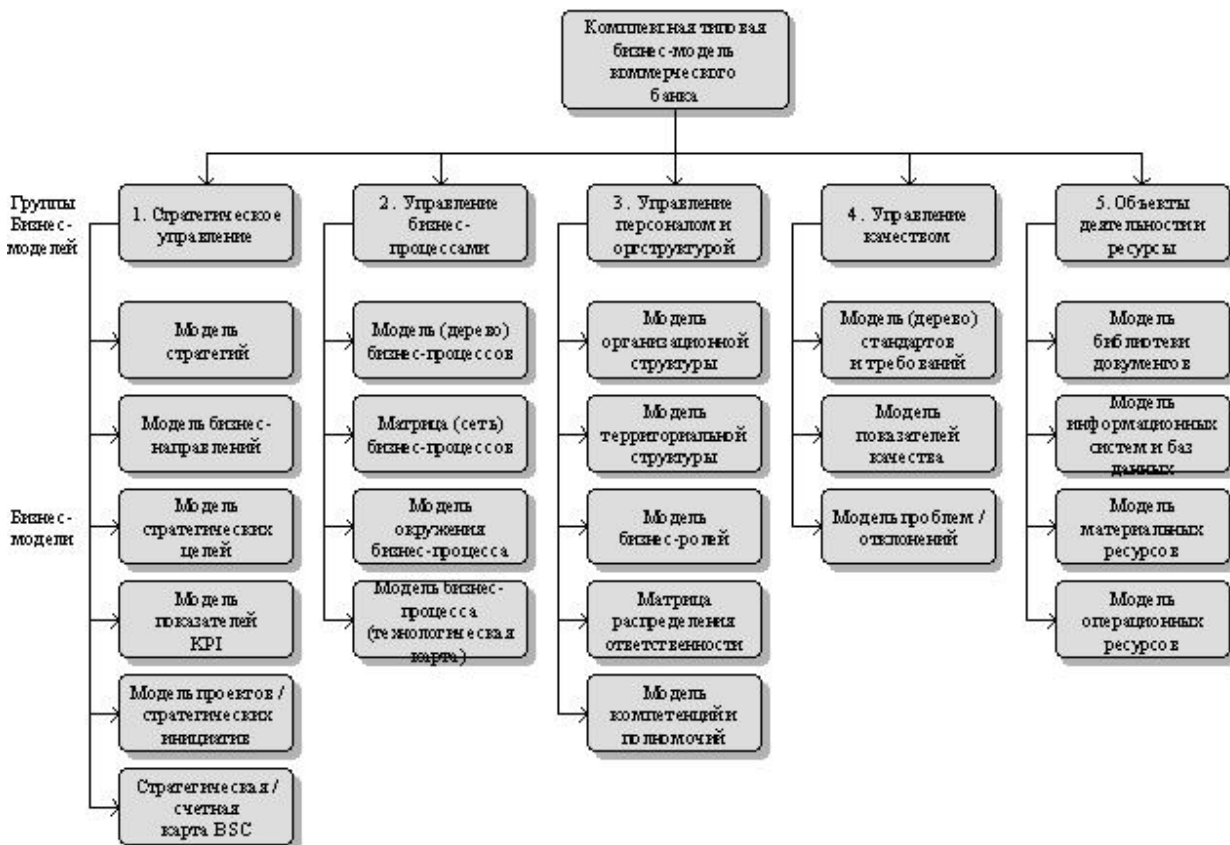 Комплексная типовая
бизнес-модель
коммерческого
банка
Группы
Бизнес-
моделей
1. Стратегическое
управление
2. Управление
бизнес-
процессами
3. Управление
персоналом и
оргструктурой
4. Управление
качеством
5. Объекты
деятельности и
ресурсы
Бизнес-
модели
Модель
стратегий
Модель бизнес-
направлений
Модель
стратегических
целей
Модель
показателей
KPI
Модель проектов /
стратегических
инициатив
Стратегическая /
счетная
карта BSC
Модель (дерево)
бизнес-процессов
Матрица (сеть)
бизнес-процессов
Модель
окружения
бизнес-процесса
Модель бизнес-
процесса
(технологическая
карта)
Модель
организационной
структуры
Модель
территориальной
структуры
Модель
бизнес-ролей
Матрица
распределения
ответственности
Модель
компетенций и
полномочий
Модель (дерево)
стандартов
и требований
Модель
показателей
качества
Модель проблем /
отклонений
Модель
библиотеки
документов
Модель
информационных
систем и баз
данных
Модель
материальных
ресурсов
Модель
операционных
ресурсов